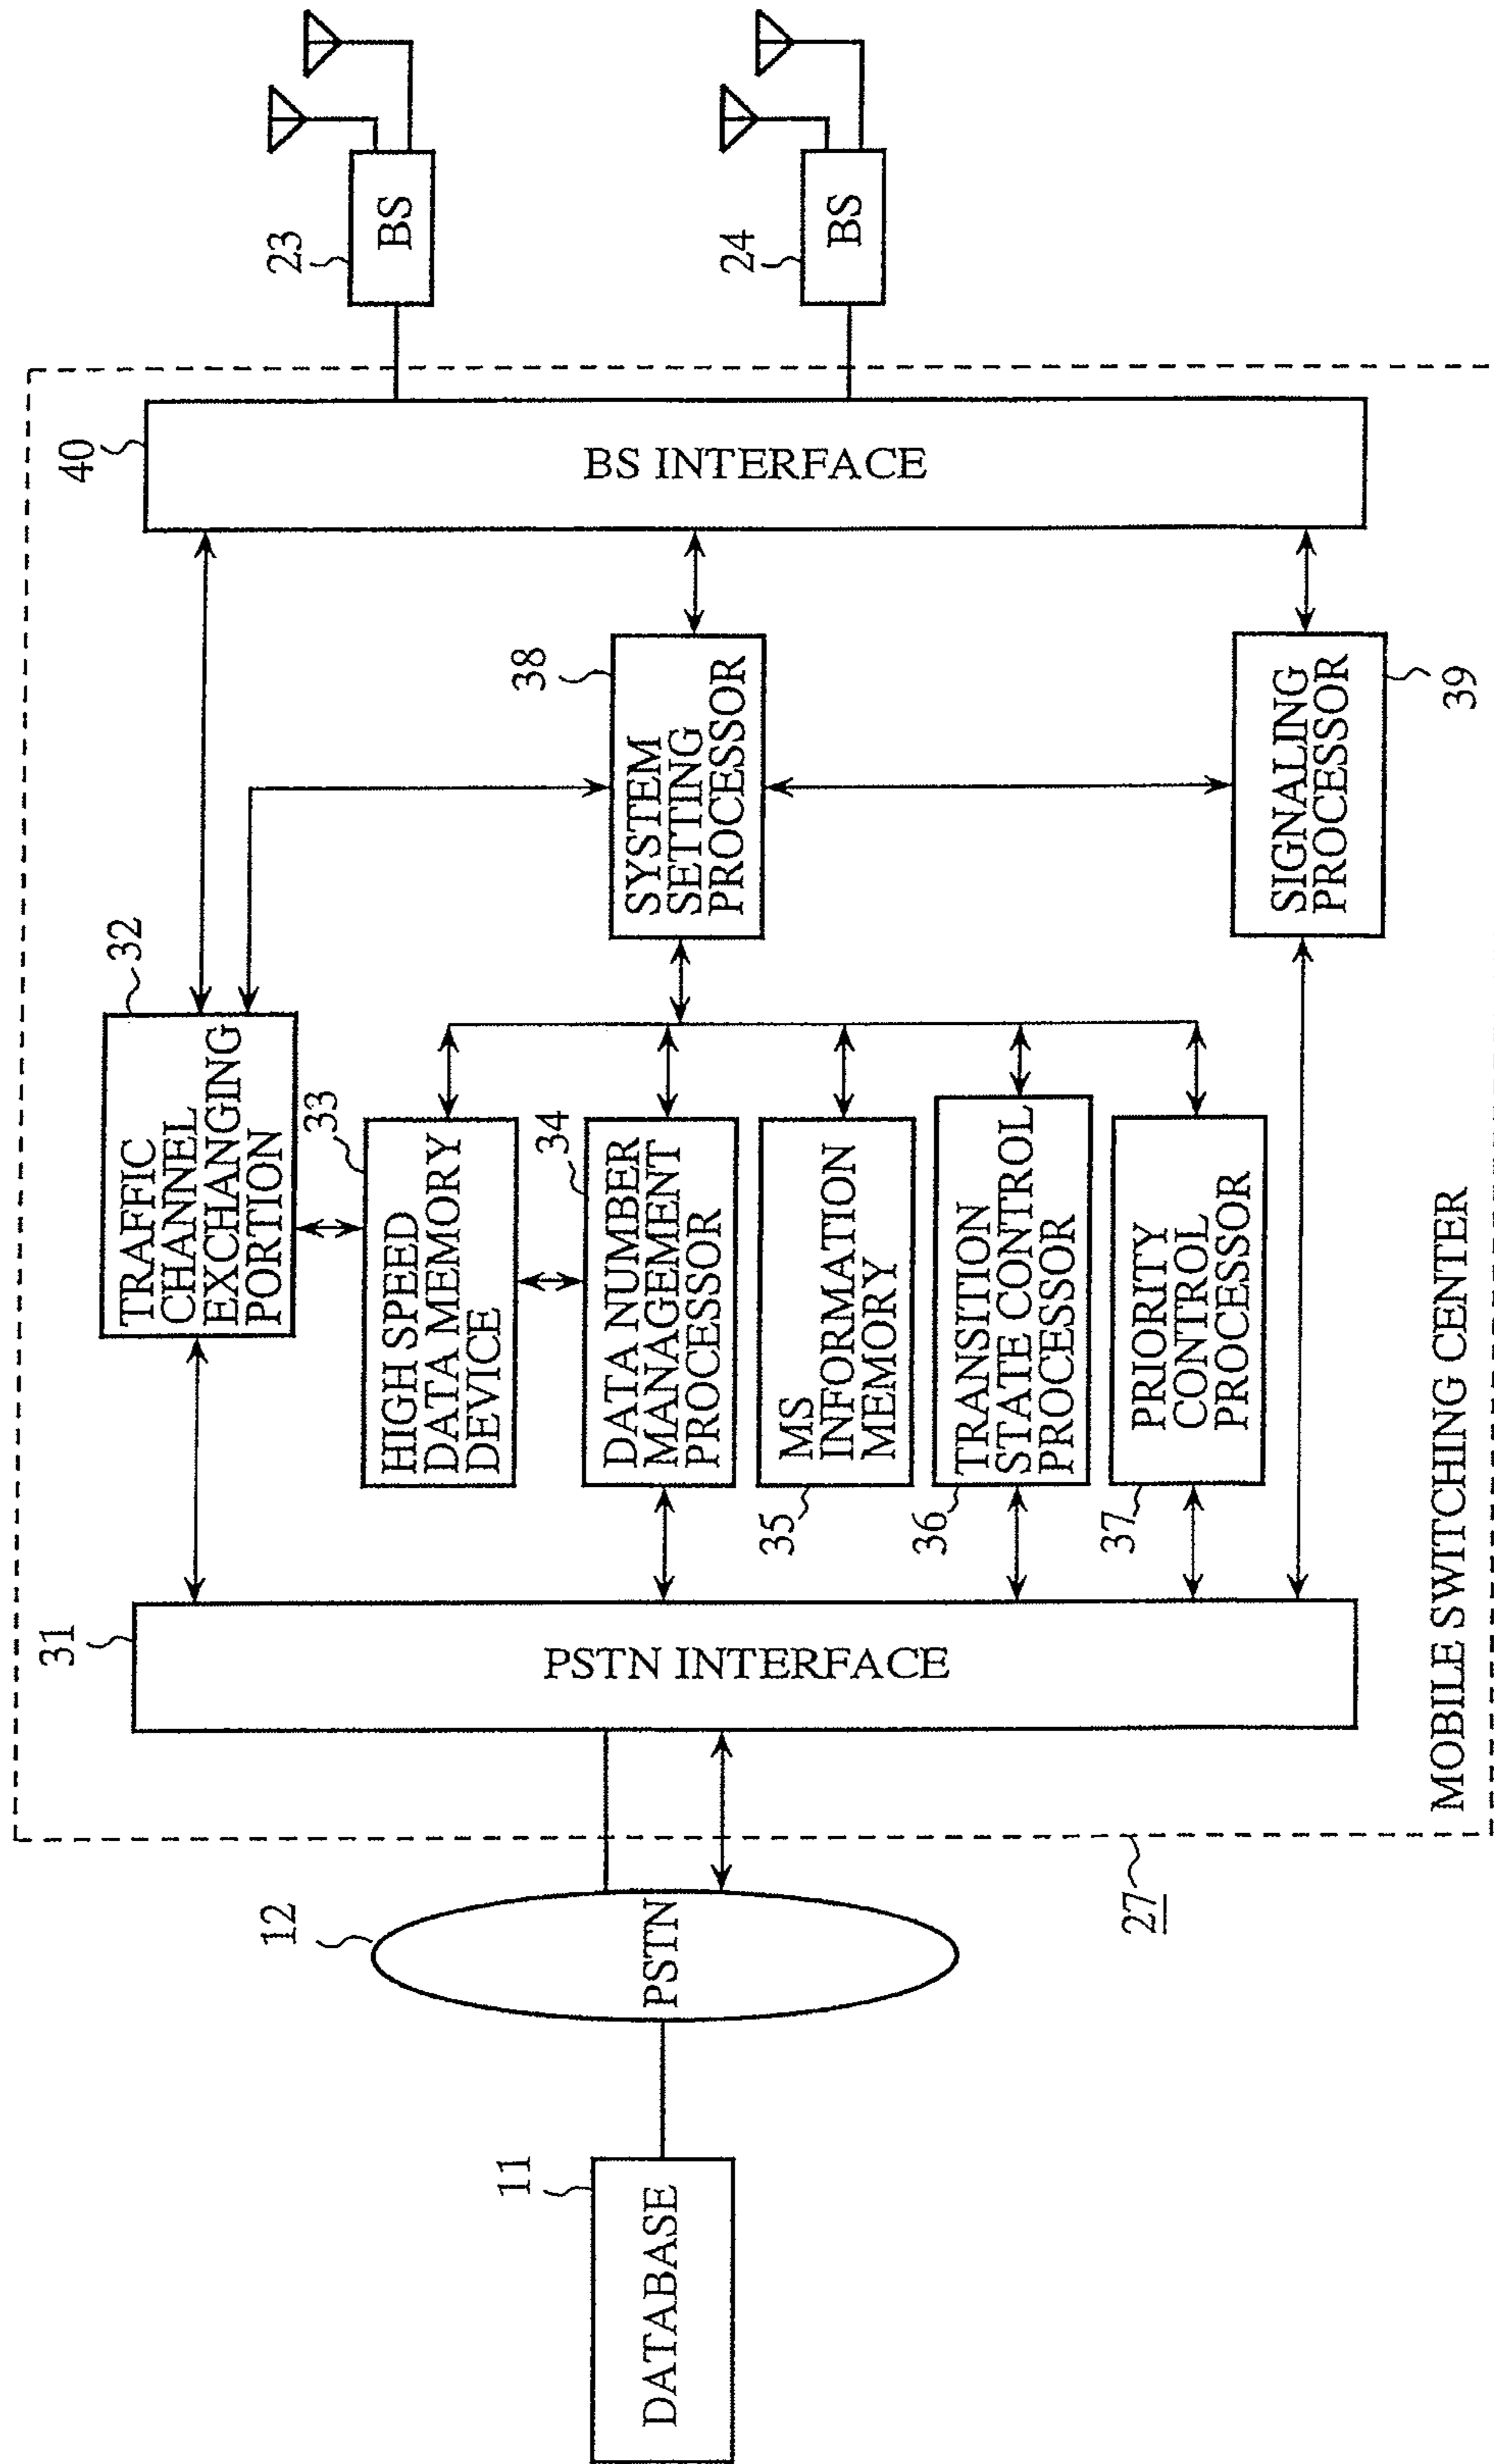 11
DATABASE
12
PSTN
27
MOBILE SWITCHING CENTER
31
PSTN INTERFACE
32
TRAFFIC
CHANNEL
EXCHANGING
PORTION
33
HIGH SPEED
DATA MEMORY
DEVICE
34
DATA NUMBER
MANAGEMENT
PROCESSOR
35
MS
INFORMATION
MEMORY
36
TRANSITION
STATE CONTROL
PROCESSOR
37
PRIORITY
CONTROL
PROCESSOR
38
SYSTEM
SETTING
PROCESSOR
39
SIGNALING
PROCESSOR
40
BS INTERFACE
23
BS
24
BS